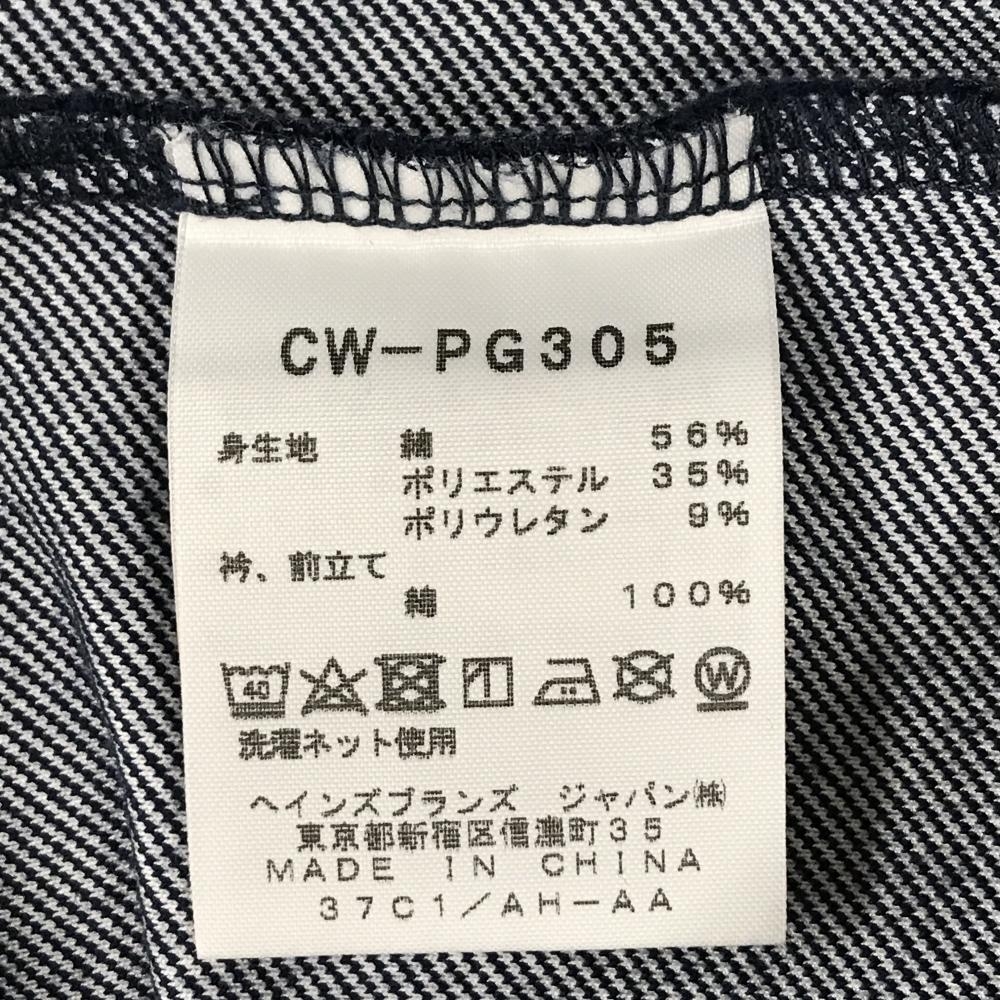 CW-PG305
身生地 綿 56%
ポリエステル 35%
ポリウレタン 9%
衿、前立て
綿 100%
40 W
洗濯ネット使用
ヘインズブランズ ジャパン㈱
東京都新宿区信濃町35
MADE IN CHINA
37C1/AH-AA